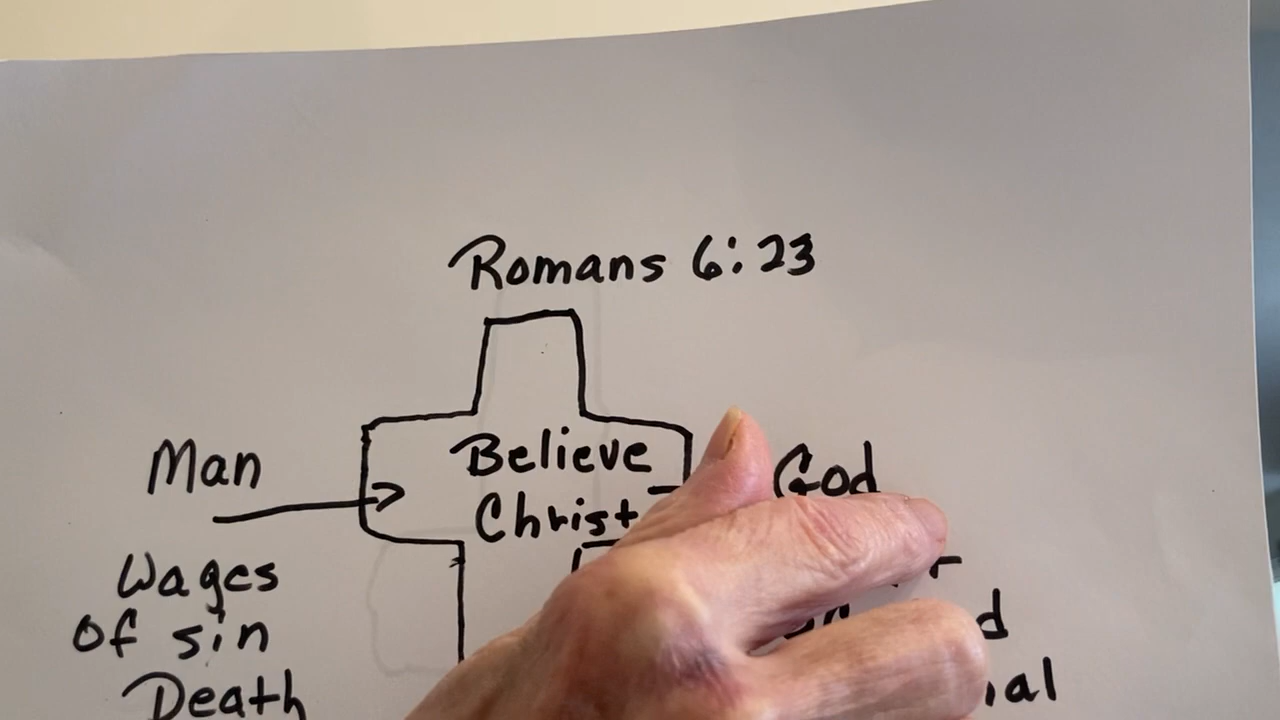 Romans 6:23
Man
Believe
Christ
God
Wages
of sin
Death